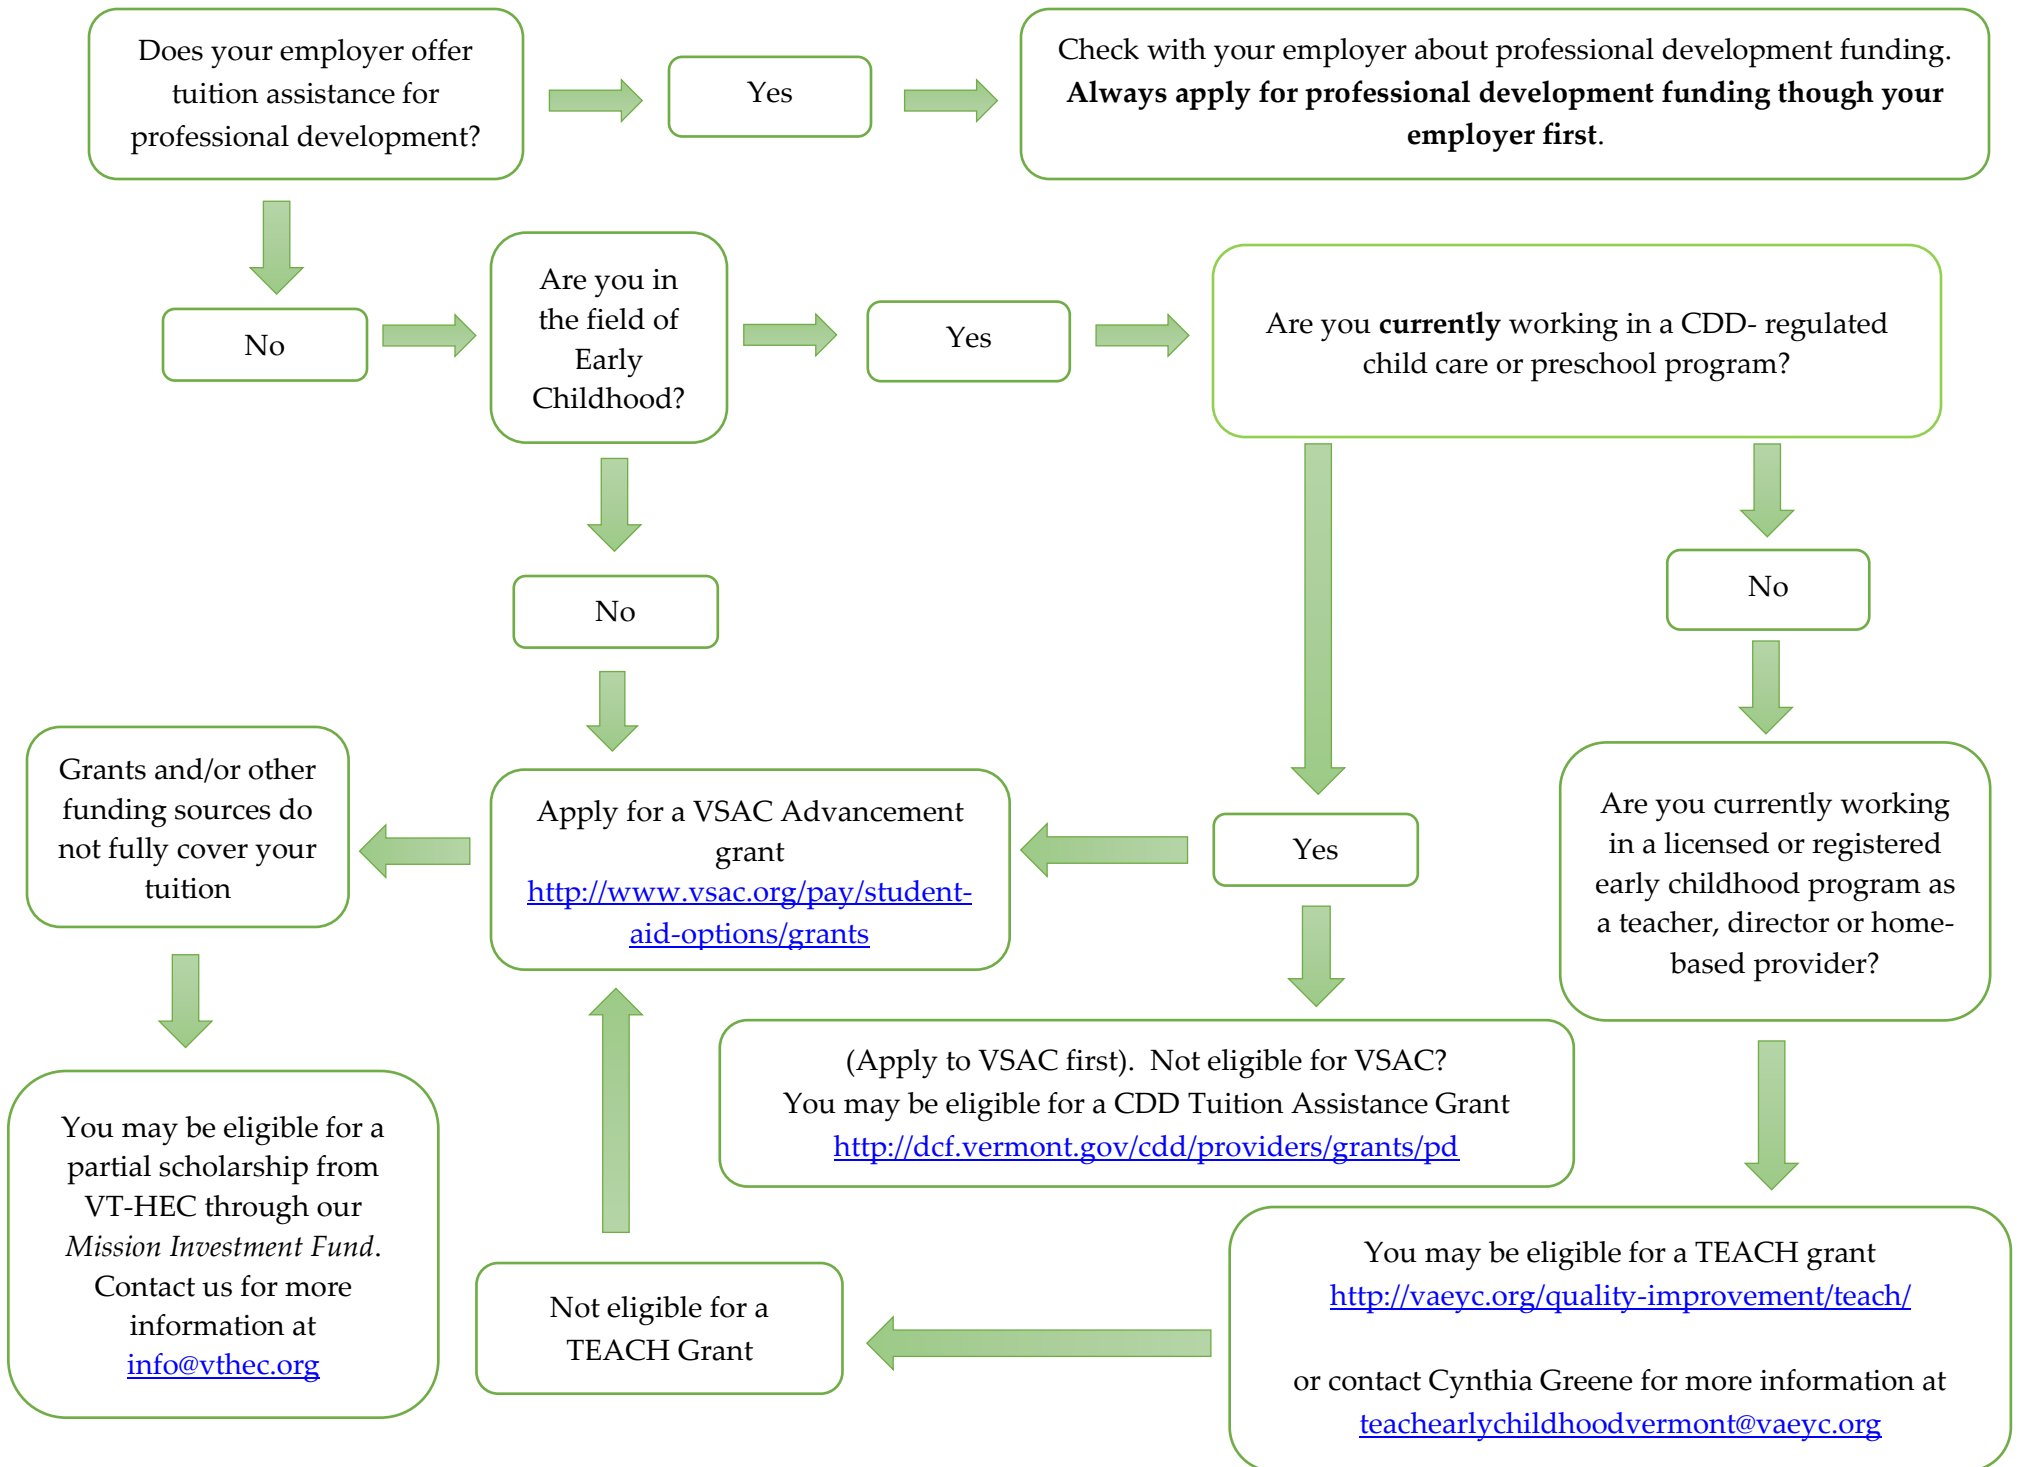 Does your employer offer
tuition assistance for
professional development?
Yes
Check with your employer about professional development funding.
Always apply for professional development funding though your
employer first.
No
Are you in
the field of
Early
Childhood?
Yes
Are you currently working in a CDD- regulated
child care or preschool program?
No
No
Grants and/or other
funding sources do
not fully cover your
tuition
Apply for a VSAC Advancement
grant
http://www.vsac.org/pay/student-
aid-options/grants
Yes
Are you currently working
in a licensed or registered
early childhood program as
a teacher, director or home-
based provider?
(Apply to VSAC first).  Not eligible for VSAC?
You may be eligible for a CDD Tuition Assistance Grant
http://dcf.vermont.gov/cdd/providers/grants/pd
You may be eligible for a
partial scholarship from
VT-HEC through our
Mission Investment Fund.
Contact us for more
information at
info@vthec.org
Not eligible for a
TEACH Grant
You may be eligible for a TEACH grant
http://vaeyc.org/quality-improvement/teach/
or contact Cynthia Greene for more information at
teachearlychildhoodvermont@vaeyc.org